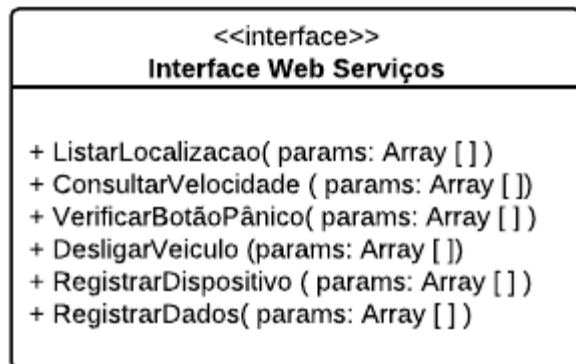 <<interface>>
Interface Web Serviços
+ ListarLocalizacao( params: Array [ ] )
+ ConsultarVelocidade ( params: Array [ ])
+ VerificarBotãoPânico( params: Array [ ] )
+ DesligarVeiculo (params: Array [ ])
+ RegistrarDispositivo ( params: Array [ ] )
+ RegistrarDados( params: Array [ ] )